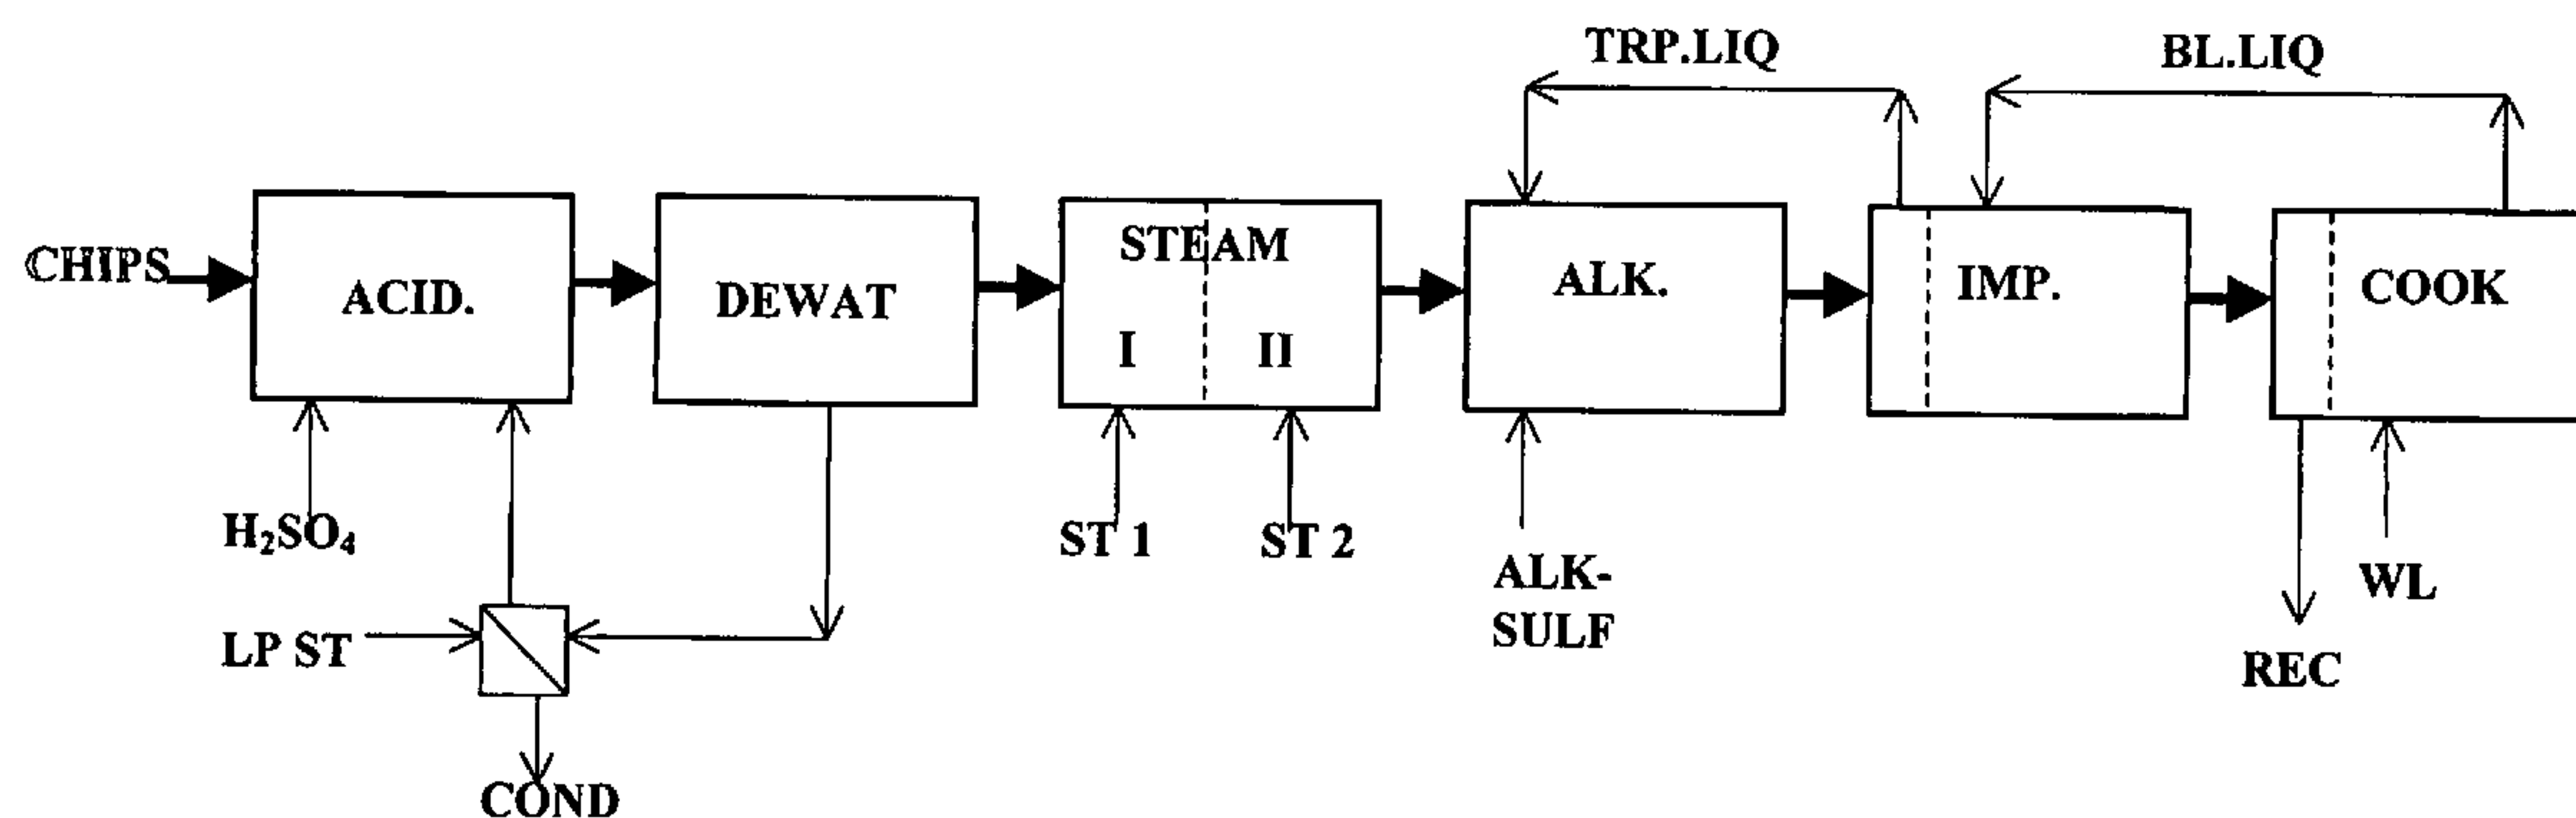 TRP.LIQ
BL.LIQ
CHIPS
ACID.
DEWAT
STEAM
I II
ALK.
IMP.
COOK
H₂SO₄
ST 1
ST 2
ALK-
SULF
WL
LP ST
REC
COND